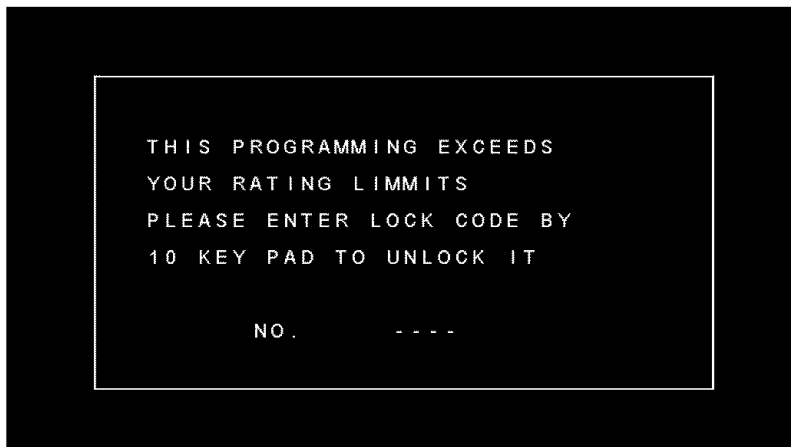 THIS PROGRAMMING EXCEEDS
YOUR RATING LIMMITS
PLEASE ENTER LOCK CODE BY
10 KEY PAD TO UNLOCK IT
NO. ----